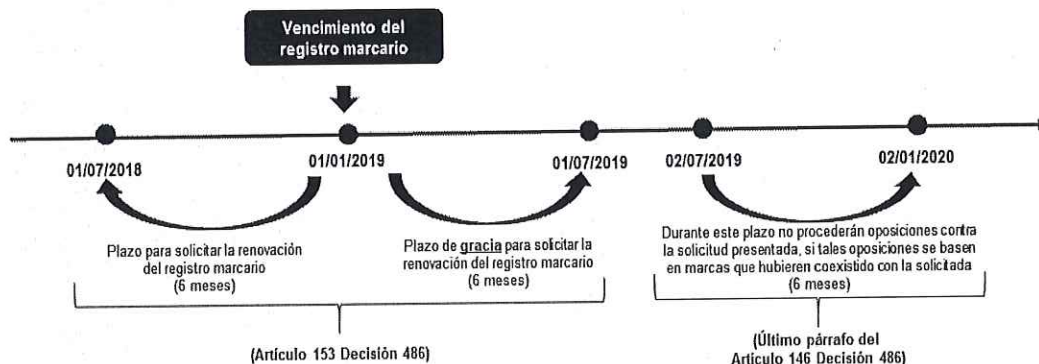 Vencimiento del
registro marcario
01/07/2018
01/01/2019
01/07/2019
02/07/2019
02/01/2020
Plazo para solicitar la renovación
del registro marcario
(6 meses)
Plazo de gracia para solicitar la
renovación del registro marcario
(6 meses)
Durante este plazo no procederán oposiciones contra
la solicitud presentada, si tales oposiciones se basen
en marcas que hubieren coexistido con la solicitada
(6 meses)
(Artículo 153 Decisión 486)
(Último párrafo del
Artículo 146 Decisión 486)